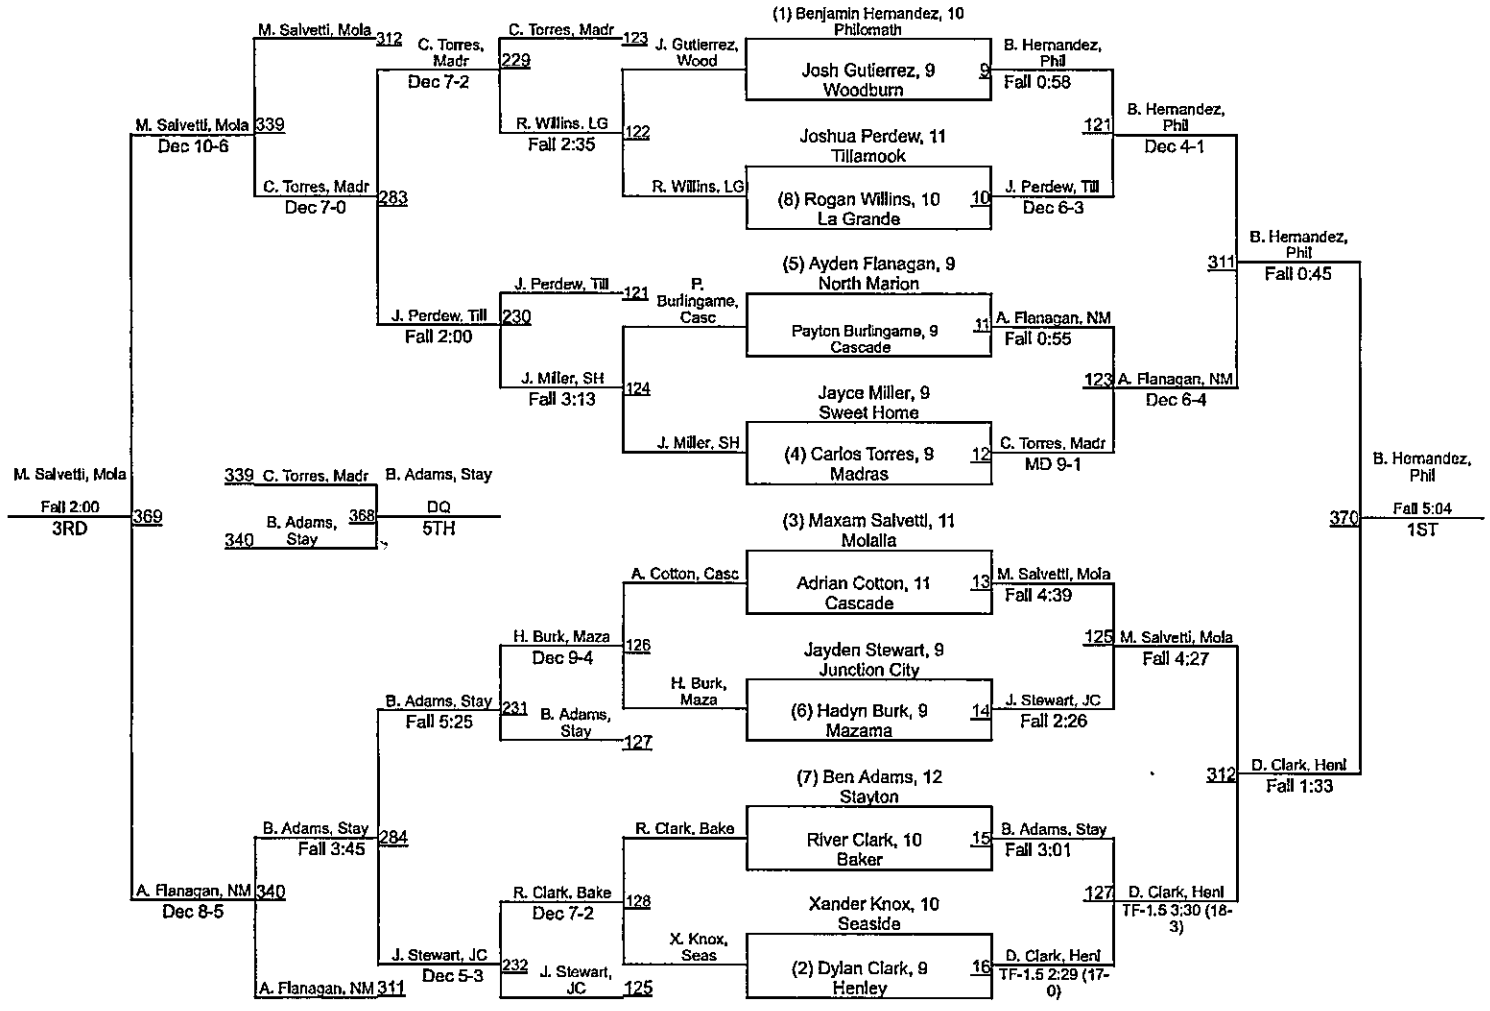 M. Salvetti, Mola
312
C. Torres, Madr
283
Dec 7-0
339
M. Salvetti, Mola
Dec 10-6
C. Torres,
Madr
Dec 7-2
C. Torres, Madr
123
229
R. Willins, LG
Fall 2:35
J. Gutierrez,
Wood
122
R. Willins, LG
J. Perdew, Till
Fall 2:00
J. Perdew, Till
121
230
J. Miller, SH
Fall 3:13
P.
Burlingame,
Casc
124
J. Miller, SH
(1) Benjamin Hernandez, 10
Philomath
Josh Gutierrez, 9
Woodburn
9
B. Hernandez,
Phil
Fall 0:58
Joshua Perdew, 11
Tillamook
(8) Rogan Willins, 10
La Grande
10
J. Perdew, Till
Dec 6-3
121
B. Hernandez,
Phil
Dec 4-1
(5) Ayden Flanagan, 9
North Marion
Payton Burlingame, 9
Cascade
11
A. Flanagan, NM
Fall 0:55
Jayce Miller, 9
Sweet Home
(4) Carlos Torres, 9
Madras
12
C. Torres, Madr
MD 9-1
123
A. Flanagan, NM
Dec 6-4
311
B. Hernandez,
Phil
Fall 0:45
M. Salvetti, Mola
Fall 2:00
3RD
369
339
C. Torres, Madr
B. Adams,
Stay
340
368
B. Adams, Stay
DQ
5TH
370
B. Hernandez,
Phil
Fall 5:04
1ST
(3) Maxam Salvetti, 11
Molalla
Adrian Cotton, 11
Cascade
13
M. Salvetti, Mola
Fall 4:39
Jayden Stewart, 9
Junction City
(6) Hadyn Burk, 9
Mazama
14
J. Stewart, JC
Fall 2:26
125
M. Salvetti, Mola
Fall 4:27
(7) Ben Adams, 12
Stayton
River Clark, 10
Baker
15
B. Adams, Stay
Fall 3:01
Xander Knox, 10
Seaside
(2) Dylan Clark, 9
Henley
16
D. Clark, Henl
TF-1.5 2:29 (17-
0)
127
D. Clark, Henl
TF-1.5 3:30 (18-
3)
312
D. Clark, Henl
Fall 1:33
A. Cotton, Casc
126
H. Burk,
Maza
H. Burk, Maza
Dec 9-4
231
B. Adams,
Stay
127
B. Adams, Stay
Fall 5:25
R. Clark, Bake
128
X. Knox,
Seas
R. Clark, Bake
Dec 7-2
232
J. Stewart,
JC
125
J. Stewart, JC
Dec 5-3
284
B. Adams, Stay
Fall 3:45
340
A. Flanagan, NM
311
A. Flanagan, NM
Dec 8-5